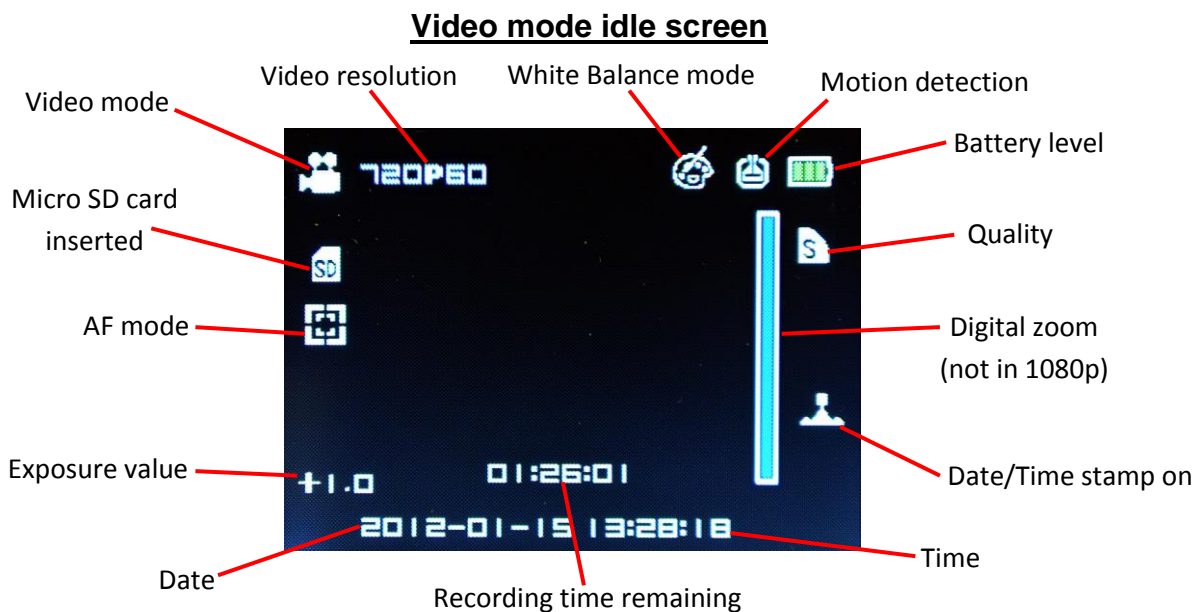 Video mode idle screen
Video resolution
White Balance mode
Motion detection
Video mode
Battery level
720P60
Micro SD card
inserted
S
Quality
SD
AF mode
Digital zoom
(not in 1080p)
Exposure value
+1.0
01:26:01
Date/Time stamp on
2012-01-15 13:28:18
Time
Date
Recording time remaining